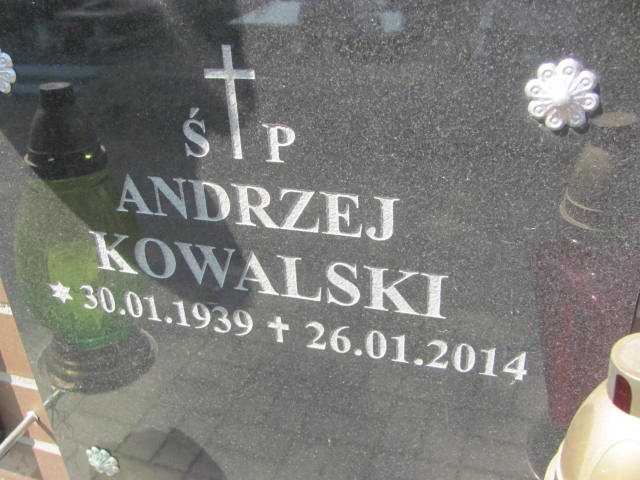 Ś P
ANDRZEJ
KOWALSKI
* 30.01.1939 † 26.01.2014